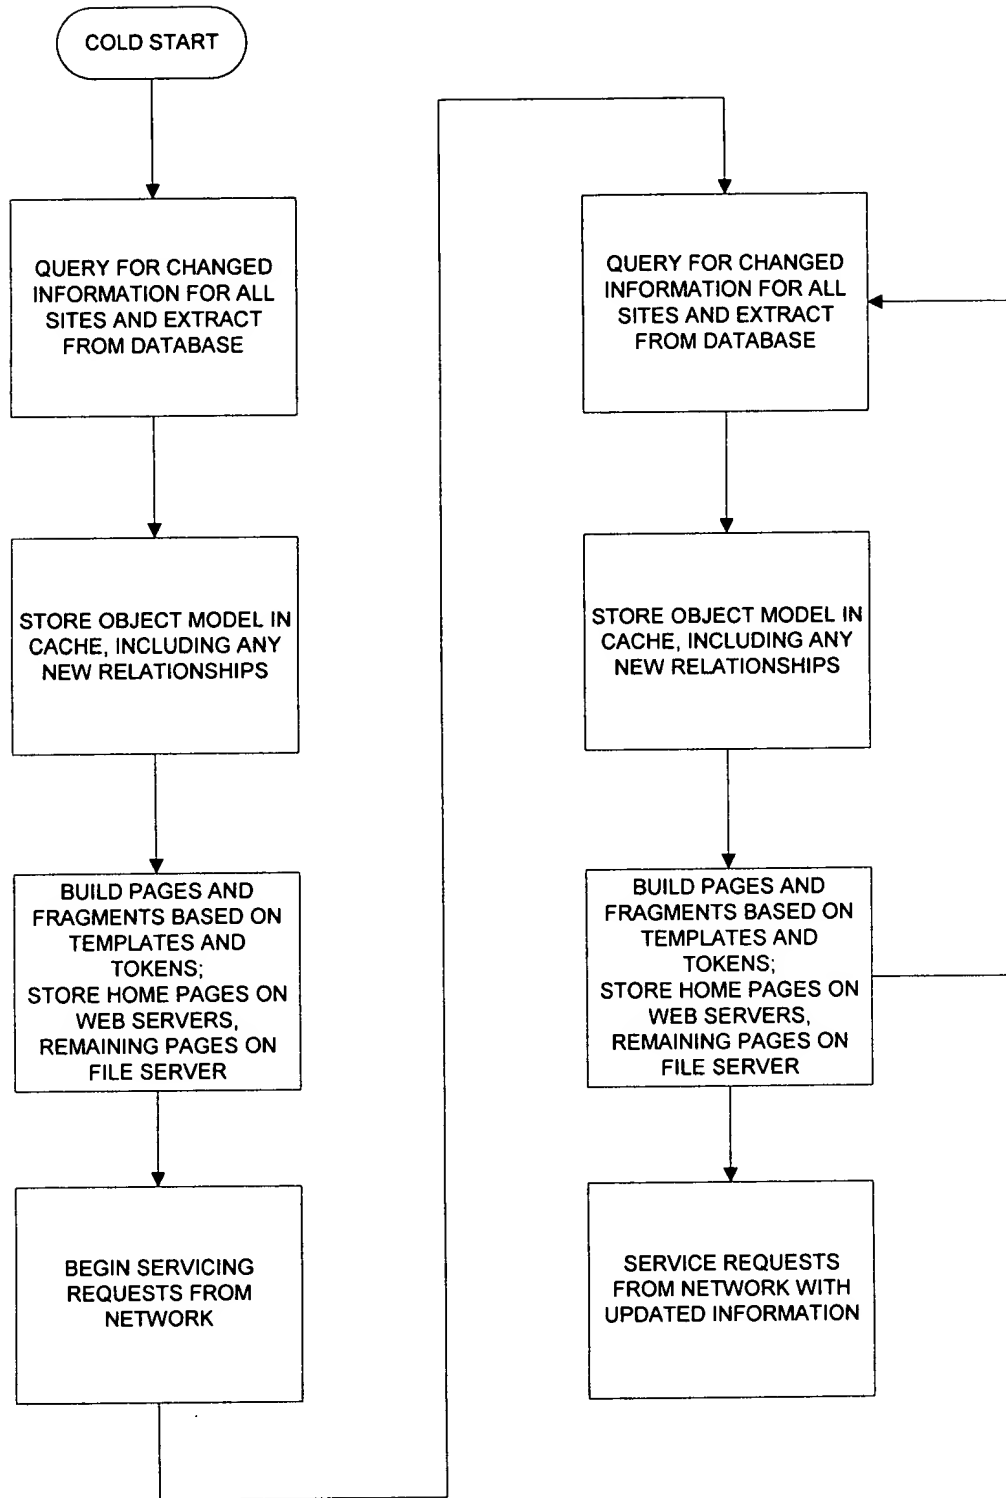 COLD START
QUERY FOR CHANGED
INFORMATION FOR ALL
SITES AND EXTRACT
FROM DATABASE
STORE OBJECT MODEL IN
CACHE, INCLUDING ANY
NEW RELATIONSHIPS
BUILD PAGES AND
FRAGMENTS BASED ON
TEMPLATES AND
TOKENS;
STORE HOME PAGES ON
WEB SERVERS,
REMAINING PAGES ON
FILE SERVER
BEGIN SERVICING
REQUESTS FROM
NETWORK
QUERY FOR CHANGED
INFORMATION FOR ALL
SITES AND EXTRACT
FROM DATABASE
STORE OBJECT MODEL IN
CACHE, INCLUDING ANY
NEW RELATIONSHIPS
BUILD PAGES AND
FRAGMENTS BASED ON
TEMPLATES AND
TOKENS;
STORE HOME PAGES ON
WEB SERVERS,
REMAINING PAGES ON
FILE SERVER
SERVICE REQUESTS
FROM NETWORK WITH
UPDATED INFORMATION